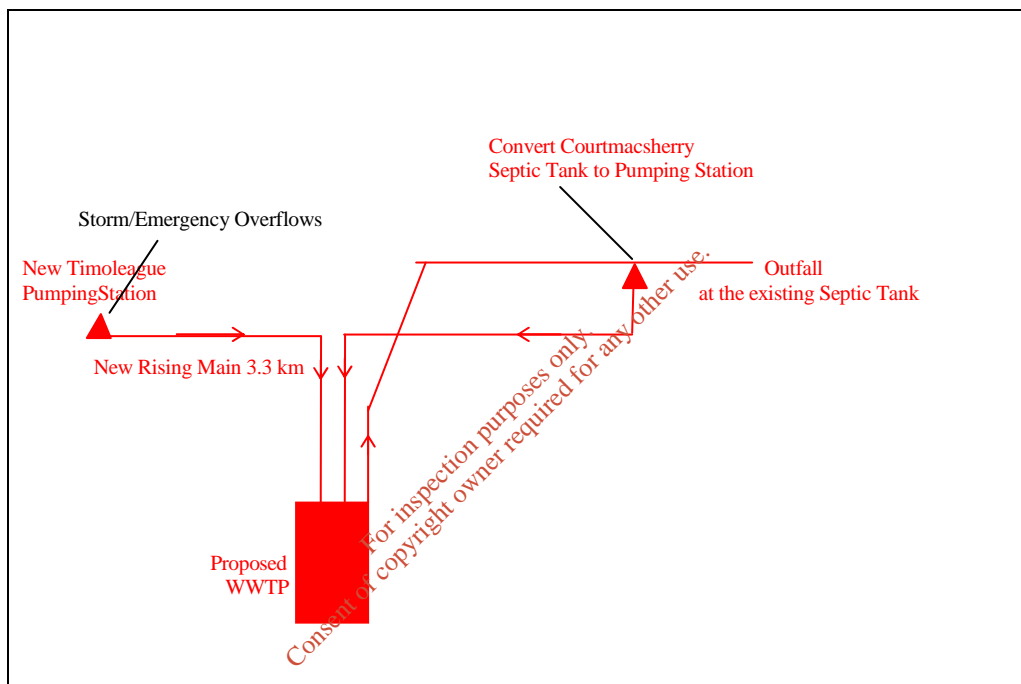 Convert Courtmacsherry
Septic Tank to Pumping Station
Storm/Emergency Overflows
New Timoleague
PumpingStation
Outfall
at the existing Septic Tank
New Rising Main 3.3 km
Proposed
WWTP
For inspection purposes only.
Consent of copyright owner required for any other use.